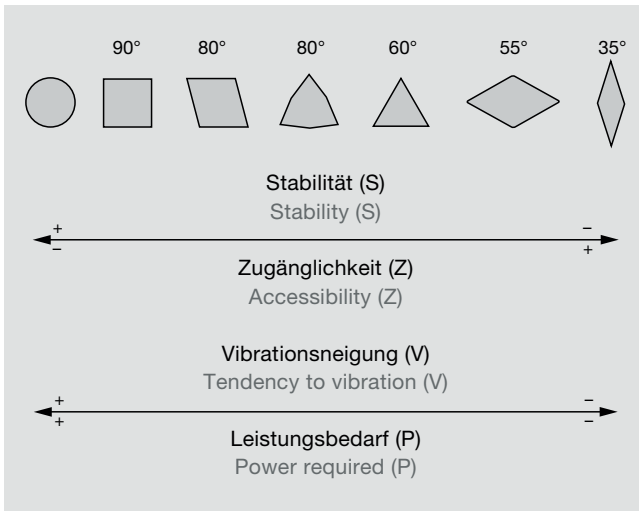 90° 80° 80° 60° 55° 35°
Stabilität (S)
Stability (S)
+ −
− +
Zugänglichkeit (Z)
Accessibility (Z)
Vibrationsneigung (V)
Tendency to vibration (V)
+ −
+ −
Leistungsbedarf (P)
Power required (P)